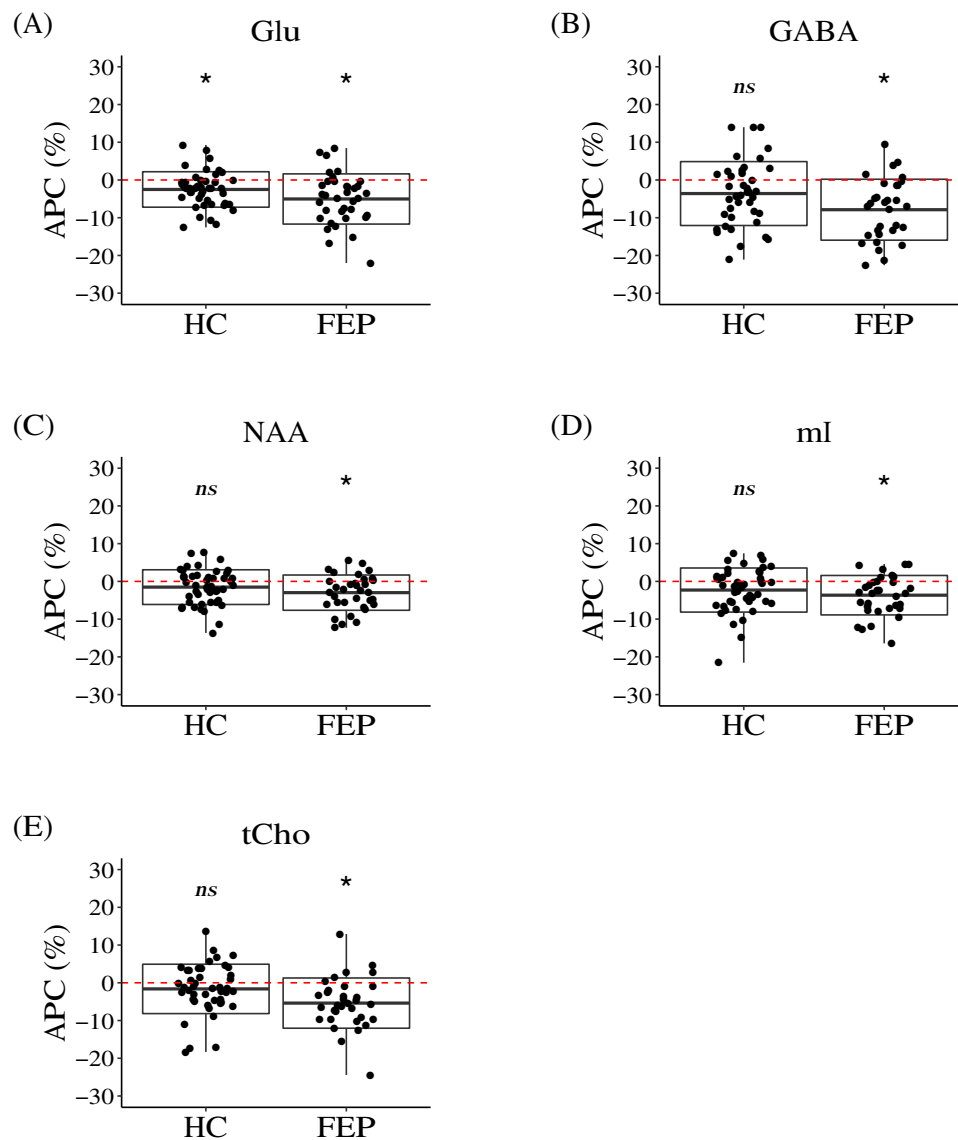 (A)
Glu
30
20
10
0
−10
−20
−30
APC (%)
*
*
HC
FEP
(B)
GABA
30
20
10
0
−10
−20
−30
APC (%)
ns
*
HC
FEP
(C)
NAA
30
20
10
0
−10
−20
−30
APC (%)
ns
*
HC
FEP
(D)
mI
30
20
10
0
−10
−20
−30
APC (%)
ns
*
HC
FEP
(E)
tCho
30
20
10
0
−10
−20
−30
APC (%)
ns
*
HC
FEP